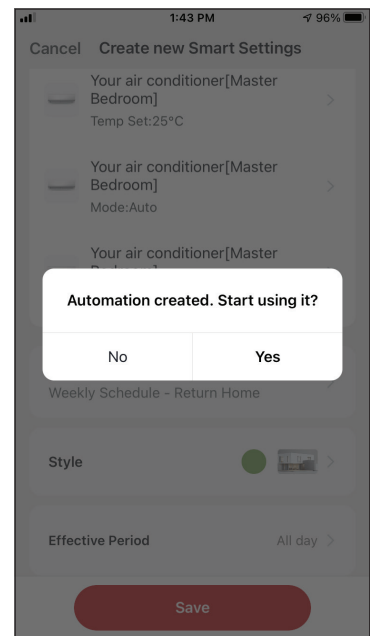 1:43 PM
96%
Cancel
Create new Smart Settings
Your air conditioner[Master
Bedroom]
Temp Set:25°C
Your air conditioner[Master
Bedroom]
Mode:Auto
Your air conditioner[Master
Automation created. Start using it?
No
Yes
Weekly Schedule - Return Home
Style
Effective Period
All day
Save